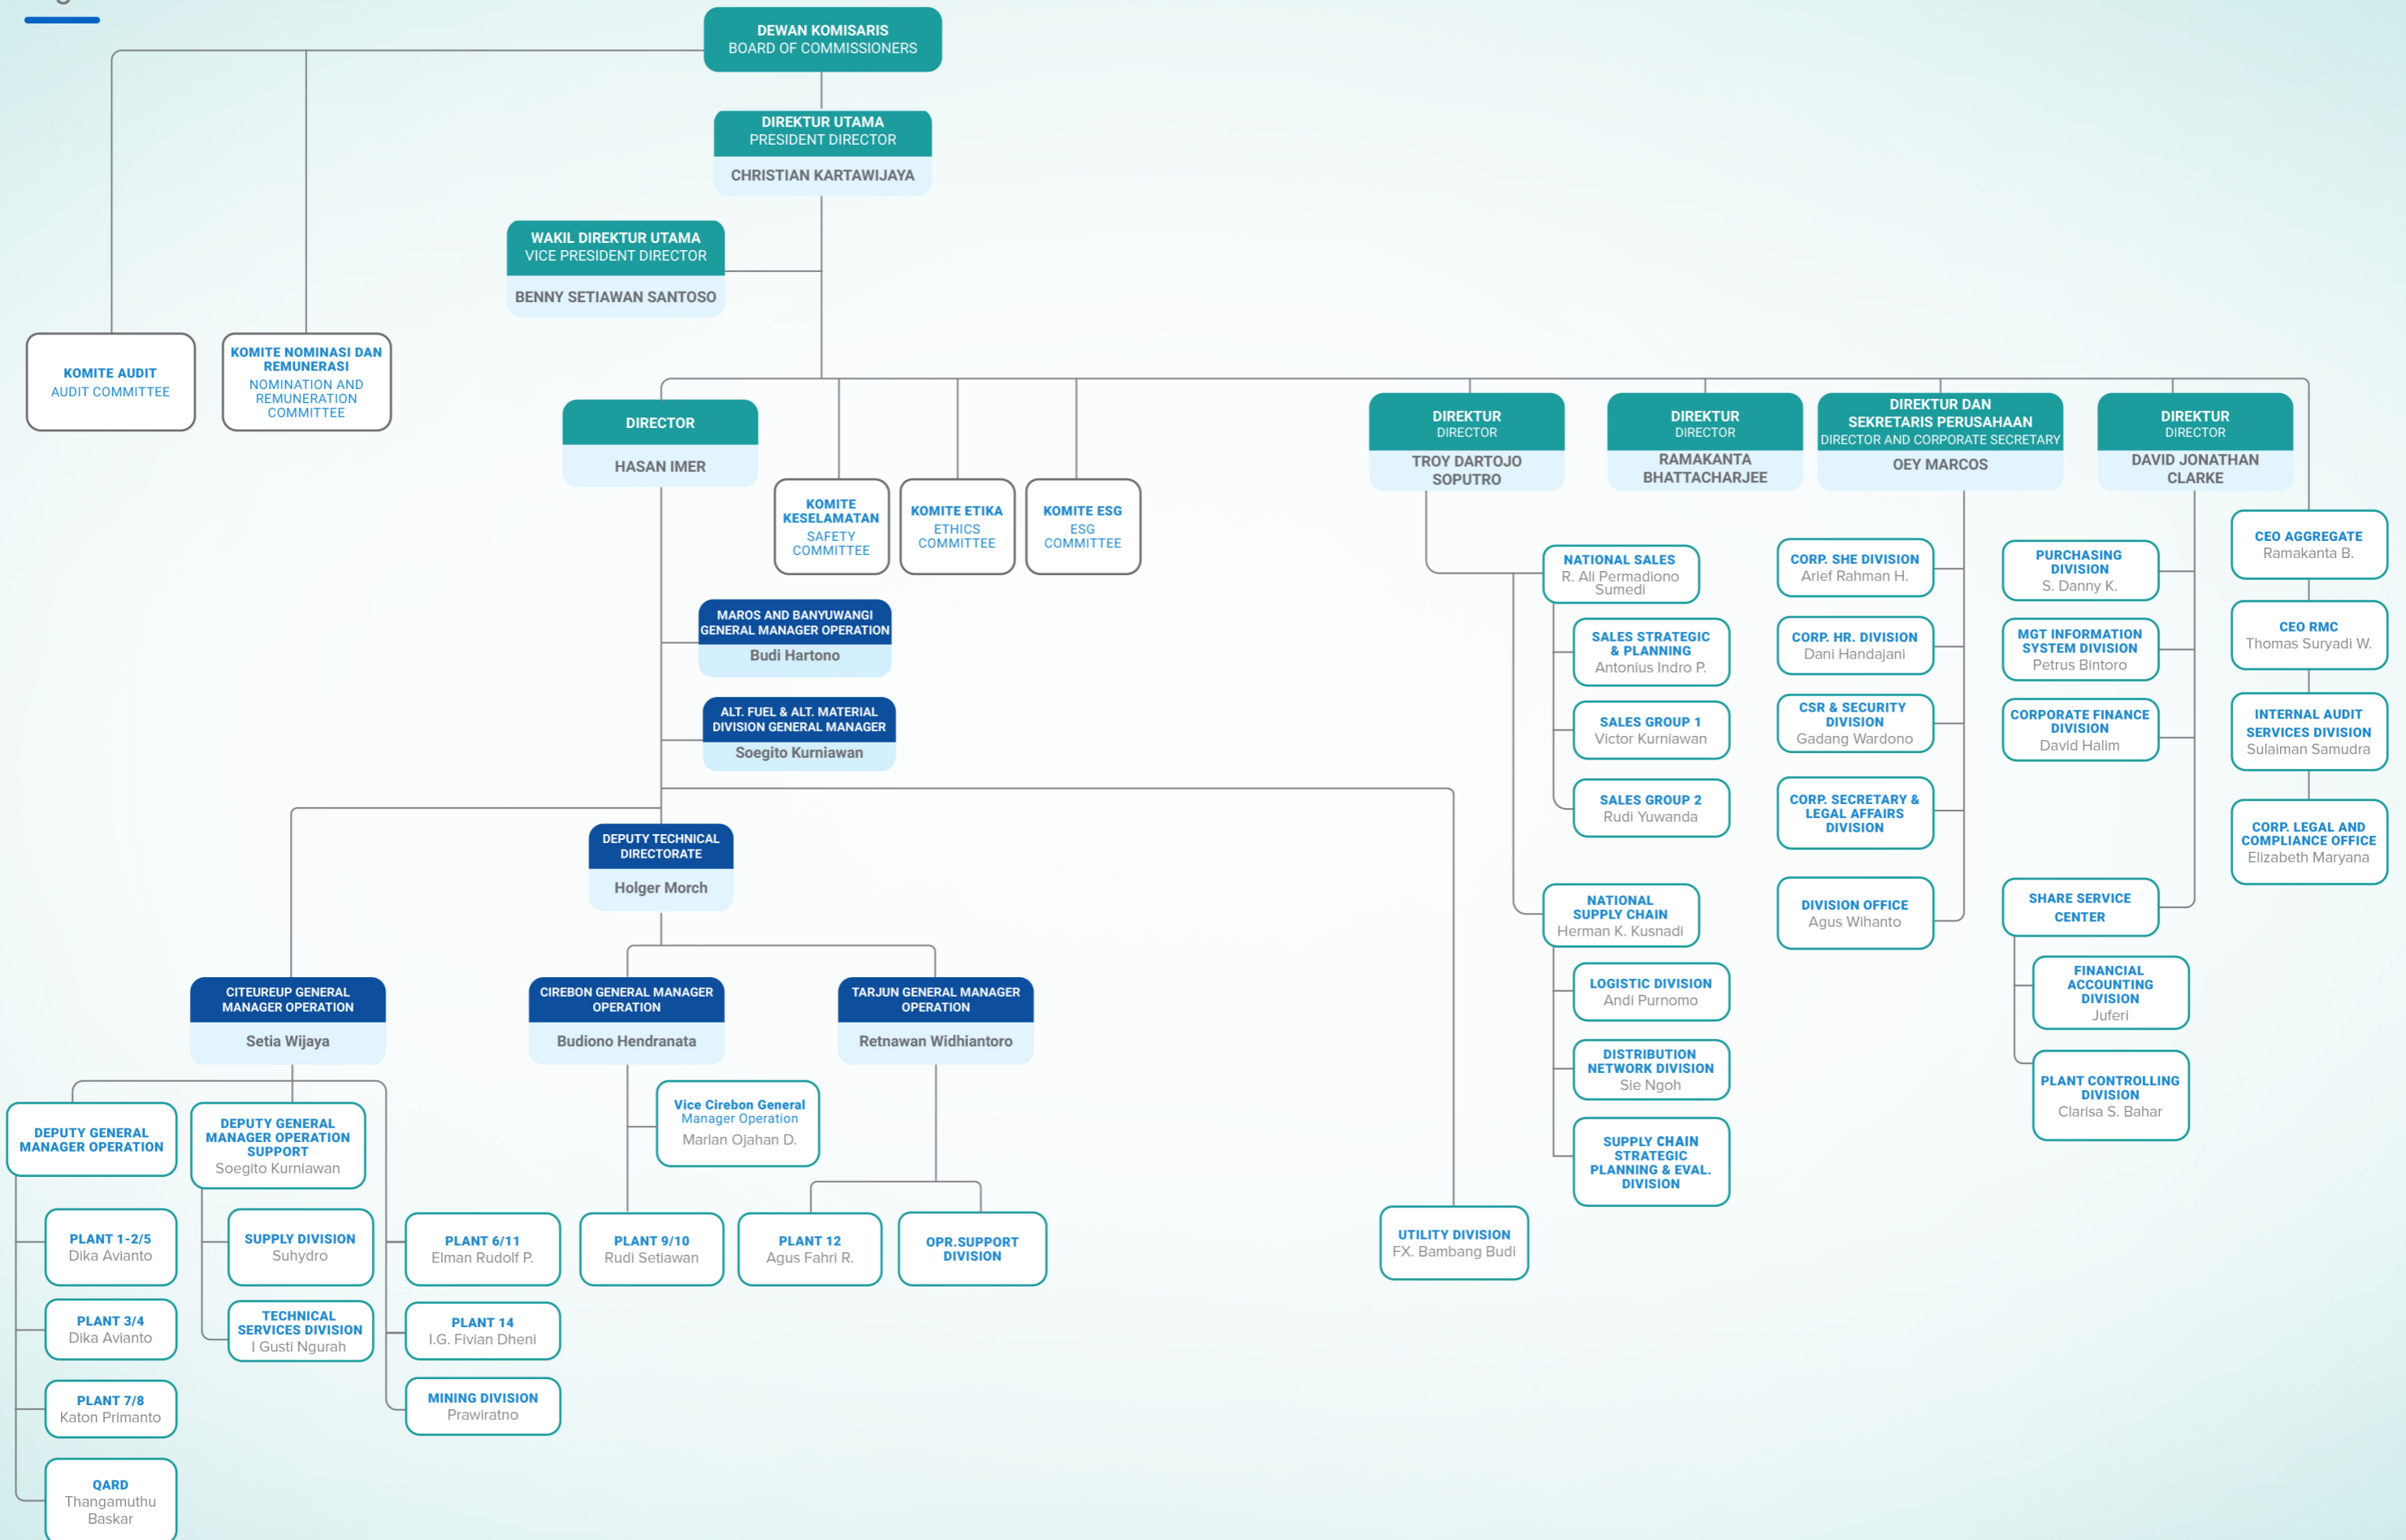 DEWAN KOMISARIS
BOARD OF COMMISSIONERS
DIREKTUR UTAMA
PRESIDENT DIRECTOR
CHRISTIAN KARTAWIJAYA
WAKIL DIREKTUR UTAMA
VICE PRESIDENT DIRECTOR
BENNY SETIAWAN SANTOSO
KOMITE AUDIT
AUDIT COMMITTEE
KOMITE NOMINASI DAN
REMUNERASI
NOMINATION AND
REMUNERATION
COMMITTEE
DIRECTOR
HASAN IMER
KOMITE
KESELAMATAN
SAFETY
COMMITTEE
KOMITE ETIKA
ETHICS
COMMITTEE
KOMITE ESG
ESG
COMMITTEE
DIREKTUR
DIRECTOR
TROY DARTOJO
SOPUTRO
DIREKTUR
DIRECTOR
RAMAKANTA
BHATTACHARJEE
DIREKTUR DAN
SEKRETARIS PERUSAHAAN
DIRECTOR AND CORPORATE SECRETARY
OEY MARCOS
DIREKTUR
DIRECTOR
DAVID JONATHAN
CLARKE
MAROS AND BANYUWANGI
GENERAL MANAGER OPERATION
Budi Hartono
ALT. FUEL & ALT. MATERIAL
DIVISION GENERAL MANAGER
Soegito Kurniawan
DEPUTY TECHNICAL
DIRECTORATE
Holger Morch
CITEUREUP GENERAL
MANAGER OPERATION
Setia Wijaya
CIREBON GENERAL MANAGER
OPERATION
Budiono Hendranata
TARJUN GENERAL MANAGER
OPERATION
Retnawan Widhiantoro
DEPUTY GENERAL
MANAGER OPERATION
DEPUTY GENERAL
MANAGER OPERATION
SUPPORT
Soegito Kurniawan
Vice Cirebon General
Manager Operation
Marlan Ojahan D.
PLANT 1-2/5
Dika Avianto
PLANT 3/4
Dika Avianto
PLANT 7/8
Katon Primanto
QARD
Thangamuthu
Baskar
SUPPLY DIVISION
Suhydro
TECHNICAL
SERVICES DIVISION
I Gusti Ngurah
PLANT 6/11
Elman Rudolf P.
PLANT 14
I.G. Fivian Dheni
MINING DIVISION
Prawiratno
PLANT 9/10
Rudi Setiawan
PLANT 12
Agus Fahri R.
OPR.SUPPORT
DIVISION
UTILITY DIVISION
FX. Bambang Budi
NATIONAL SALES
R. Ali Permadiono
Sumedi
SALES STRATEGIC
& PLANNING
Antonius Indro P.
SALES GROUP 1
Victor Kurniawan
SALES GROUP 2
Rudi Yuwanda
NATIONAL
SUPPLY CHAIN
Herman K. Kusnadi
LOGISTIC DIVISION
Andi Purnomo
DISTRIBUTION
NETWORK DIVISION
Sie Ngoh
SUPPLY CHAIN
STRATEGIC
PLANNING & EVAL.
DIVISION
CORP. SHE DIVISION
Arief Rahman H.
CORP. HR. DIVISION
Dani Handajani
CSR & SECURITY
DIVISION
Gadang Wardono
CORP. SECRETARY &
LEGAL AFFAIRS
DIVISION
DIVISION OFFICE
Agus Wihanto
PURCHASING
DIVISION
S. Danny K.
MGT INFORMATION
SYSTEM DIVISION
Petrus Bintoro
CORPORATE FINANCE
DIVISION
David Halim
SHARE SERVICE
CENTER
FINANCIAL
ACCOUNTING
DIVISION
Juferi
PLANT CONTROLLING
DIVISION
Clarisa S. Bahar
CEO AGGREGATE
Ramakanta B.
CEO RMC
Thomas Suryadi W.
INTERNAL AUDIT
SERVICES DIVISION
Sulaiman Samudra
CORP. LEGAL AND
COMPLIANCE OFFICE
Elizabeth Maryana